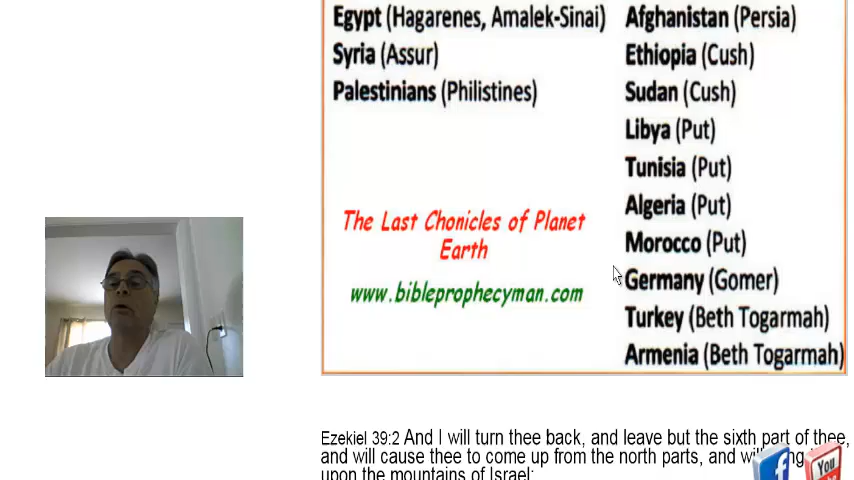 Egypt (Hagarenes, Amalek-Sinai)
Syria (Assur)
Palestinians (Philistines)
The Last Chonicles of Planet
Earth
www.bibleprophecyman.com
Afghanistan (Persia)
Ethiopia (Cush)
Sudan (Cush)
Libya (Put)
Tunisia (Put)
Algeria (Put)
Morocco (Put)
Germany (Gomer)
Turkey (Beth Togarmah)
Armenia (Beth Togarmah)
Ezekiel 39:2 And I will turn thee back, and leave but the sixth part of thee,
and will cause thee to come up from the north parts, and
upon the mountains of Israel:
f
You